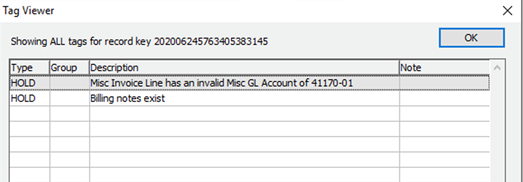 Tag Viewer
Showing ALL tags for record key 202006245763405383145
OK
Type Group Description Note
HOLD Misc Invoice Line has an invalid Misc GL Account of 41170-01
HOLD Billing notes exist